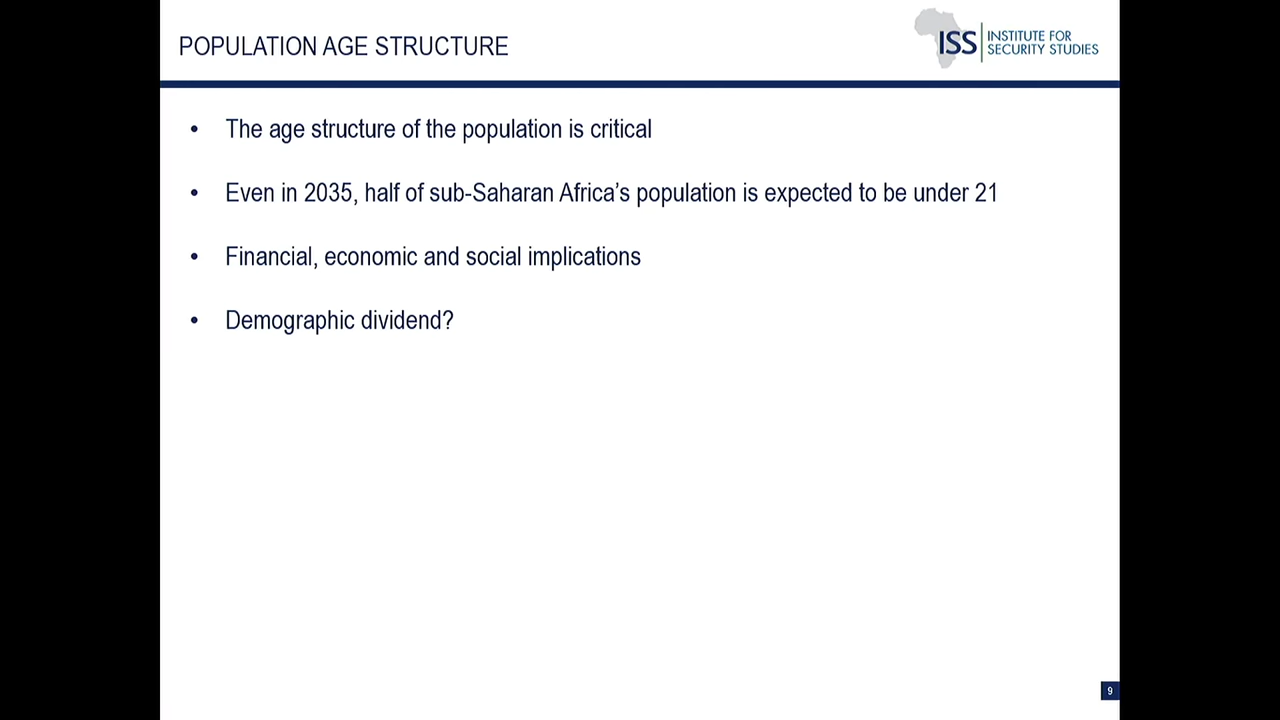 POPULATION AGE STRUCTURE
ISS
INSTITUTE FOR
SECURITY STUDIES
• The age structure of the population is critical
• Even in 2035, half of sub-Saharan Africa’s population is expected to be under 21
• Financial, economic and social implications
• Demographic dividend?
9